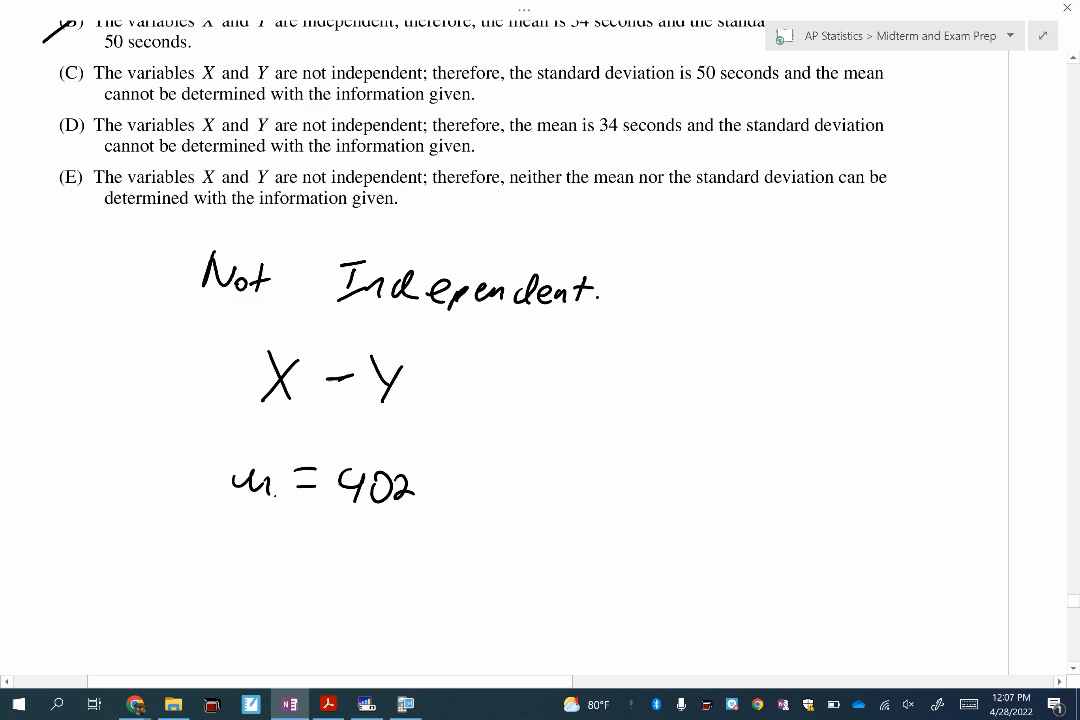 ...
AP Statistics > Midterm and Exam Prep
50 seconds.
(C) The variables X and Y are not independent; therefore, the standard deviation is 50 seconds and the mean
cannot be determined with the information given.
(D) The variables X and Y are not independent; therefore, the mean is 34 seconds and the standard deviation
cannot be determined with the information given.
(E) The variables X and Y are not independent; therefore, neither the mean nor the standard deviation can be
determined with the information given.
Not Independent.
X - Y
μ = 402
80°F
12:07 PM
4/28/2022